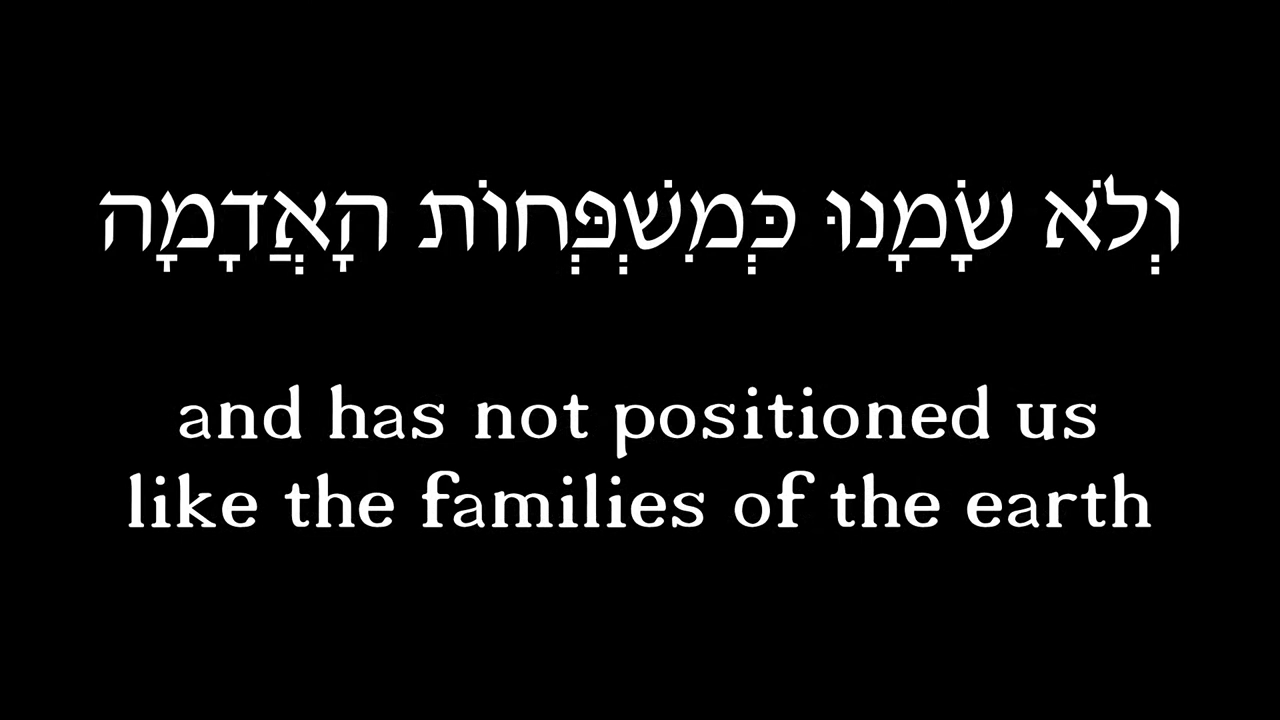 וְלֹא שָׂמָנוּ כְּמִשְׁפְּחוֹת הָאֲדָמָה
and has not positioned us
like the families of the earth